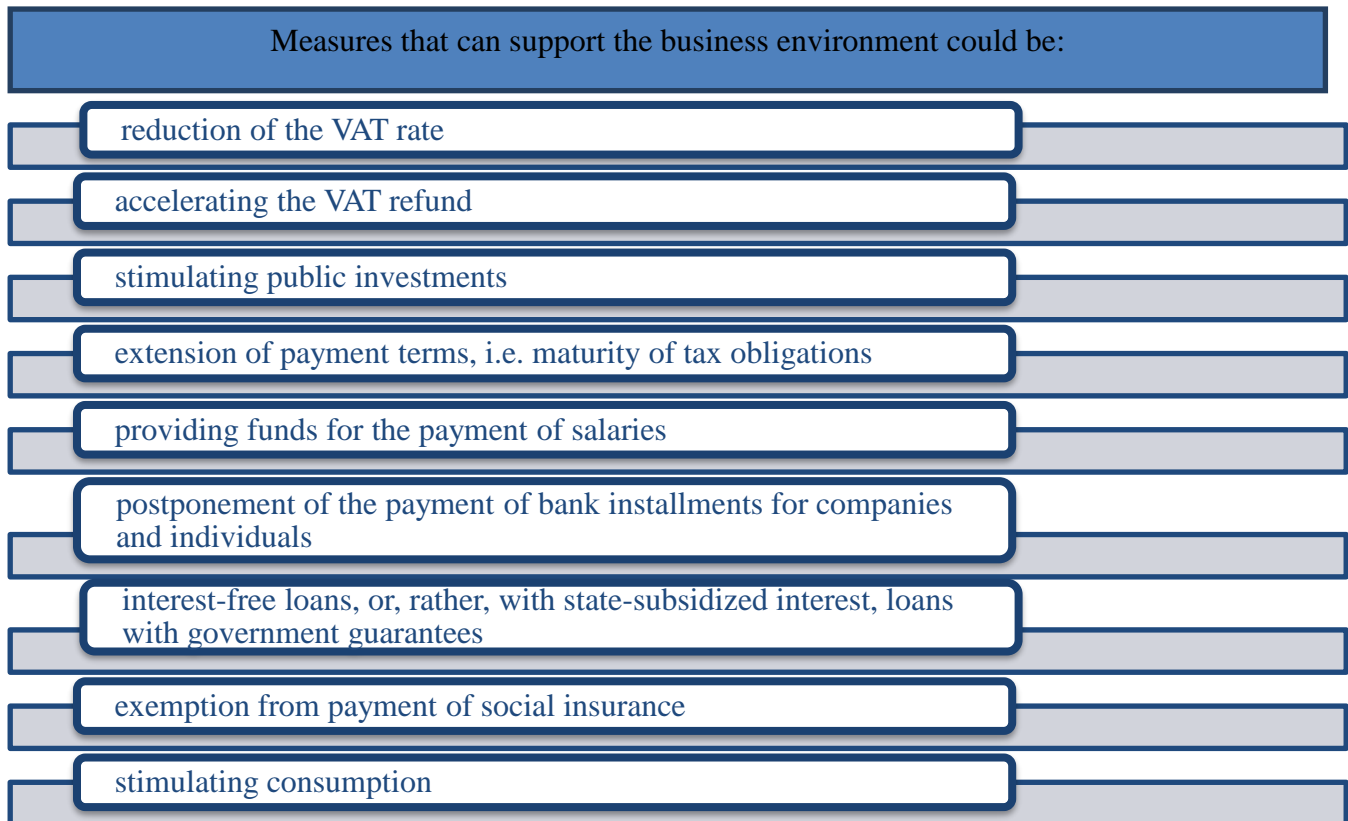 Measures that can support the business environment could be:
reduction of the VAT rate
accelerating the VAT refund
stimulating public investments
extension of payment terms, i.e. maturity of tax obligations
providing funds for the payment of salaries
postponement of the payment of bank installments for companies
and individuals
interest-free loans, or, rather, with state-subsidized interest, loans
with government guarantees
exemption from payment of social insurance
stimulating consumption